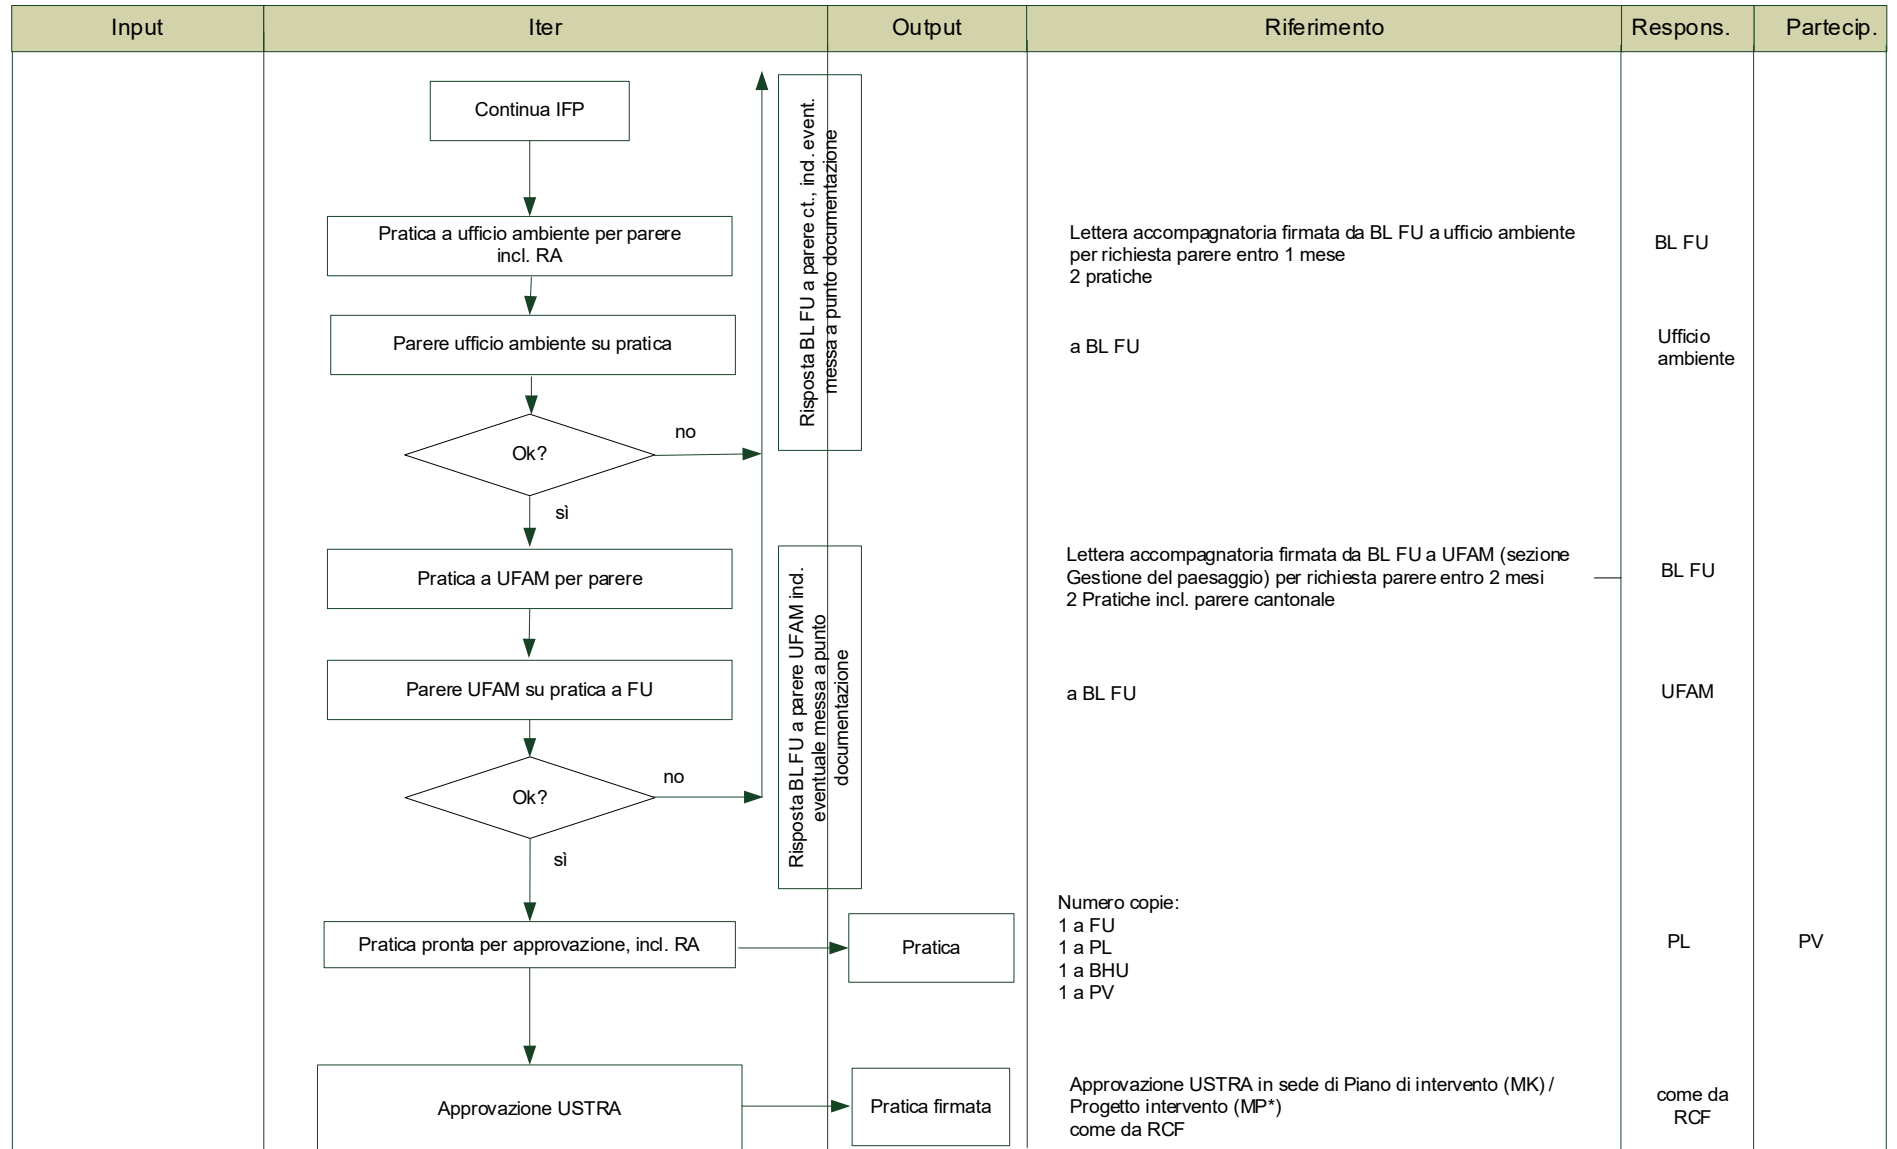 Input
Iter
Output
Riferimento
Respons.
Partecip.
Continua IFP
Risposta BL FU a parere ct., incl. event.
messa a punto documentazione
Pratica a ufficio ambiente per parere
incl. RA
Lettera accompagnatoria firmata da BL FU a ufficio ambiente
per richiesta parere entro 1 mese
2 pratiche
BL FU
Parere ufficio ambiente su pratica
a BL FU
Ufficio
ambiente
Ok?
no
sì
Risposta BL FU a parere UFAM incl.
eventuale messa a punto
documentazione
Pratica a UFAM per parere
Lettera accompagnatoria firmata da BL FU a UFAM (sezione
Gestione del paesaggio) per richiesta parere entro 2 mesi
2 Pratiche incl. parere cantonale
BL FU
Parere UFAM su pratica a FU
a BL FU
UFAM
Ok?
no
sì
Pratica pronta per approvazione, incl. RA
Pratica
Numero copie:
1 a FU
1 a PL
1 a BHU
1 a PV
PL
PV
Approvazione USTRA
Pratica firmata
Approvazione USTRA in sede di Piano di intervento (MK) /
Progetto intervento (MP*)
come da RCF
come da
RCF